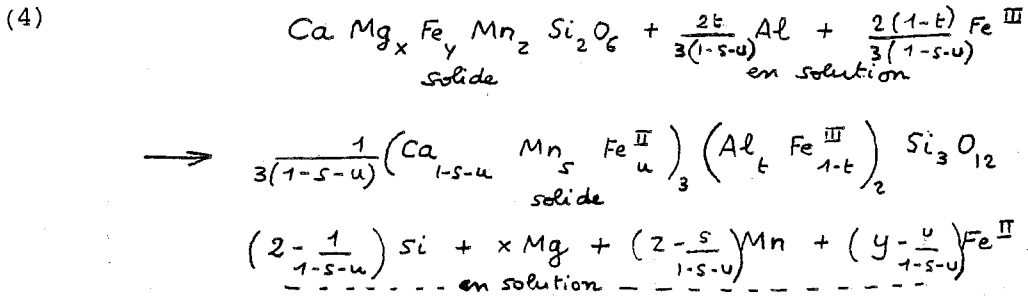 (4) Ca Mg_x Fe_y Mn_z Si_2 O_6 + 2t/3(1-s-u) Al + 2(1-t)/3(1-s-u) Fe^III
solide en solution
⟶ 1/3(1-s-u) (Ca_{1-s-u} Mn_s Fe^II_u)_3 (Al_t Fe^III_{1-t})_2 Si_3 O_12
solide
(2 - 1/1-s-u) Si + x Mg + (z - s/1-s-u) Mn + (y - u/1-s-u) Fe^II
- - - - - - en solution - - - - - - - - - - -